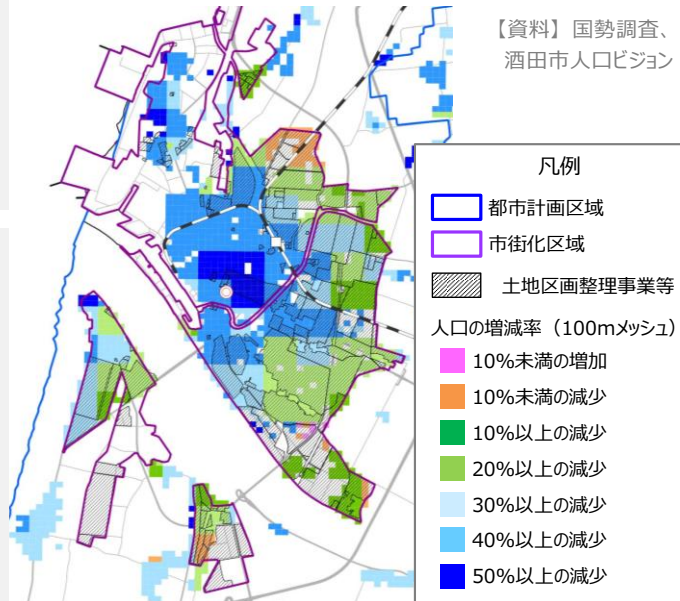 【資料】国勢調査、
酒田市人口ビジョン
凡例
都市計画区域
市街化区域
土地区画整理事業等
人口の増減率（100mメッシュ）
10%未満の増加
10%未満の減少
10%以上の減少
20%以上の減少
30%以上の減少
40%以上の減少
50%以上の減少